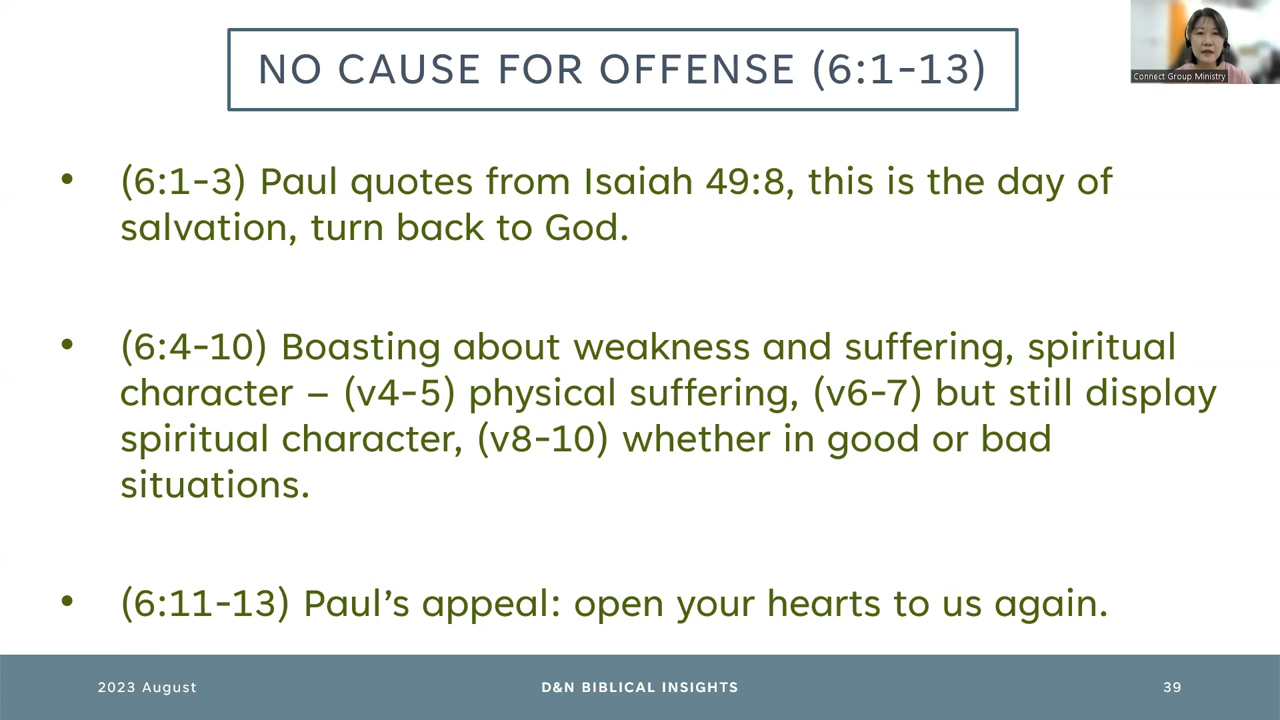 NO CAUSE FOR OFFENSE (6:1-13)
Connect Group Ministry
• (6:1-3) Paul quotes from Isaiah 49:8, this is the day of
salvation, turn back to God.
• (6:4-10) Boasting about weakness and suffering, spiritual
character – (v4-5) physical suffering, (v6-7) but still display
spiritual character, (v8-10) whether in good or bad
situations.
• (6:11-13) Paul’s appeal: open your hearts to us again.
2023 August
D&N BIBLICAL INSIGHTS
39